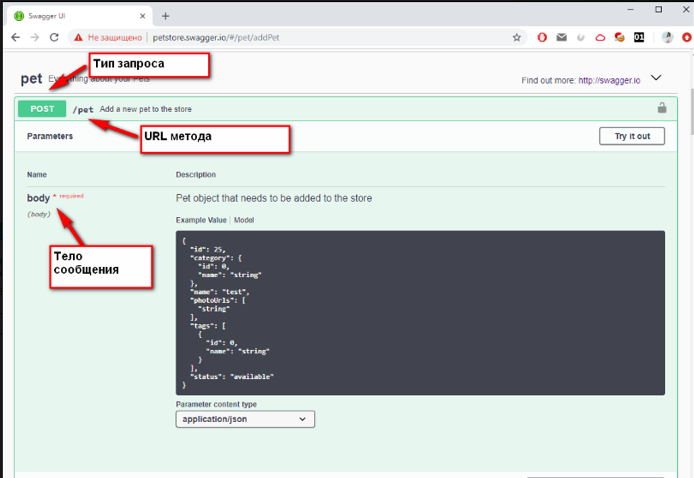 Swagger UI
Не защищено | petstore.swagger.io/#/pet/addPet
Тип запроса
pet Everything about your Pets
Find out more: http://swagger.io
POST /pet Add a new pet to the store
URL метода
Parameters
Try it out
Name Description
body * required
Pet object that needs to be added to the store
(body)
Example Value | Model
Тело
сообщения
{
"id": 25,
"category": {
"id": 0,
"name": "string"
},
"name": "test",
"photoUrls": [
"string"
],
"tags": [
{
"id": 0,
"name": "string"
}
],
"status": "available"
}
Parameter content type
application/json